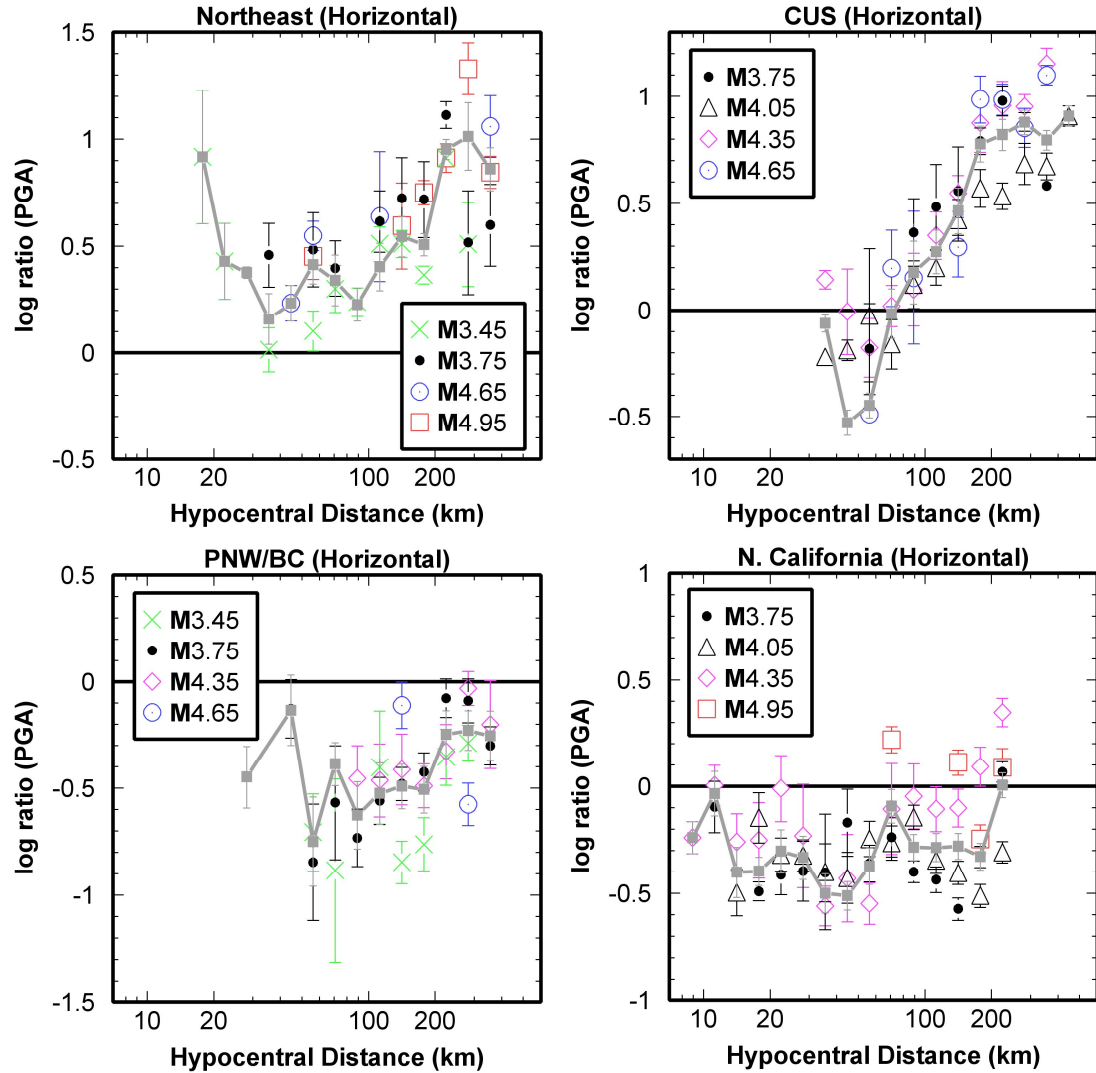 Northeast (Horizontal)
1.5
1
0.5
0
-0.5
log ratio (PGA)
M3.45
M3.75
M4.65
M4.95
10 20 100 200
Hypocentral Distance (km)
CUS (Horizontal)
1
0.5
0
-0.5
log ratio (PGA)
M3.75
M4.05
M4.35
M4.65
10 20 100 200
Hypocentral Distance (km)
PNW/BC (Horizontal)
0.5
0
-0.5
-1
-1.5
log ratio (PGA)
M3.45
M3.75
M4.35
M4.65
10 20 100 200
Hypocentral Distance (km)
N. California (Horizontal)
1
0.5
0
-0.5
-1
log ratio (PGA)
M3.75
M4.05
M4.35
M4.95
10 20 100 200
Hypocentral Distance (km)